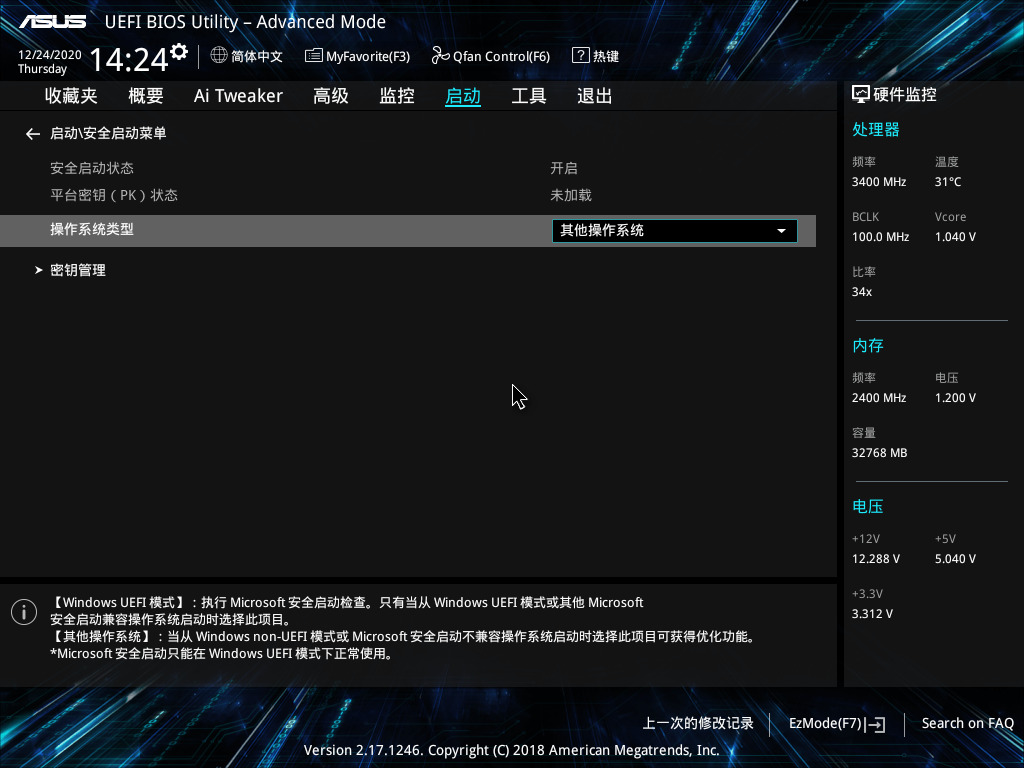 ASUS UEFI BIOS Utility – Advanced Mode
12/24/2020
Thursday
14:24
简体中文
MyFavorite(F3)
Qfan Control(F6)
? 热键
收藏夹 概要 Ai Tweaker 高级 监控 启动 工具 退出
硬件监控
启动\安全启动菜单
安全启动状态 开启
平台密钥（PK）状态 未加载
操作系统类型 其他操作系统
密钥管理
处理器
频率 温度
3400 MHz 31°C
BCLK Vcore
100.0 MHz 1.040 V
比率
34x
内存
频率 电压
2400 MHz 1.200 V
容量
32768 MB
电压
+12V +5V
12.288 V 5.040 V
+3.3V
3.312 V
【Windows UEFI 模式】：执行 Microsoft 安全启动检查。只有当从 Windows UEFI 模式或其他 Microsoft
安全启动兼容操作系统启动时选择此项目。
【其他操作系统】：当从 Windows non-UEFI 模式或 Microsoft 安全启动不兼容操作系统启动时选择此项目可获得优化功能。
*Microsoft 安全启动只能在 Windows UEFI 模式下正常使用。
上一次的修改记录 EzMode(F7) Search on FAQ
Version 2.17.1246. Copyright (C) 2018 American Megatrends, Inc.